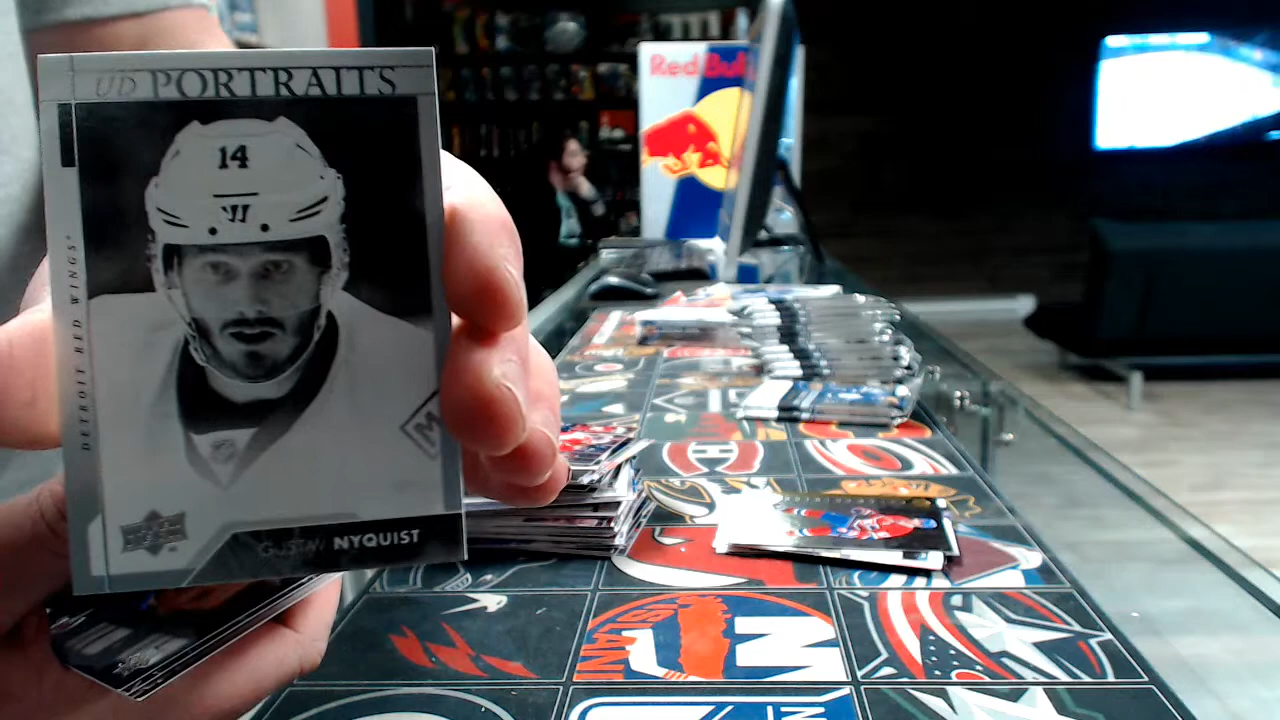 UD PORTRAITS
14
DETROIT RED WINGS
GUSTAV NYQUIST
Red Bull